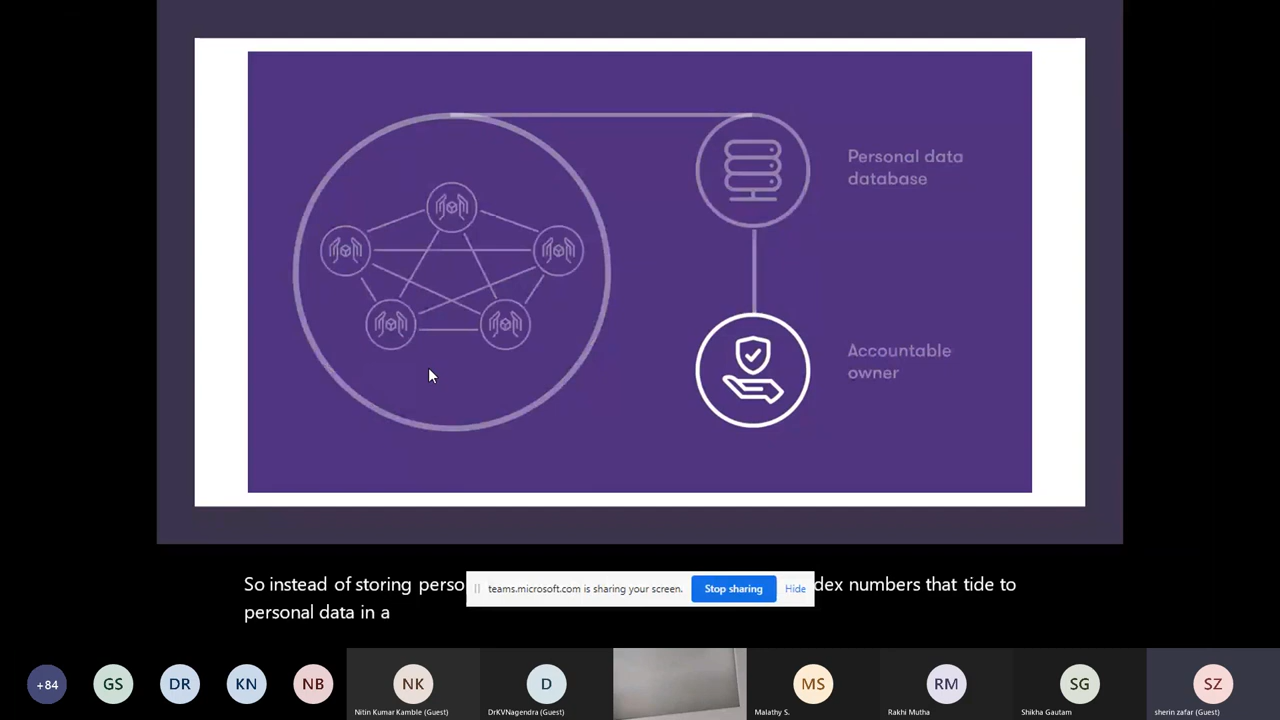 Personal data
database
Accountable
owner
So instead of storing perso
dex numbers that tide to
personal data in a
teams.microsoft.com is sharing your screen.
Stop sharing
Hide
+84
GS
DR
KN
NB
NK
D
MS
RM
SG
SZ
Nitin Kumar Kamble (Guest)
DrKVNagendra (Guest)
Malathy S.
Rakhi Mutha
Shikha Gautam
sherin zafar (Guest)